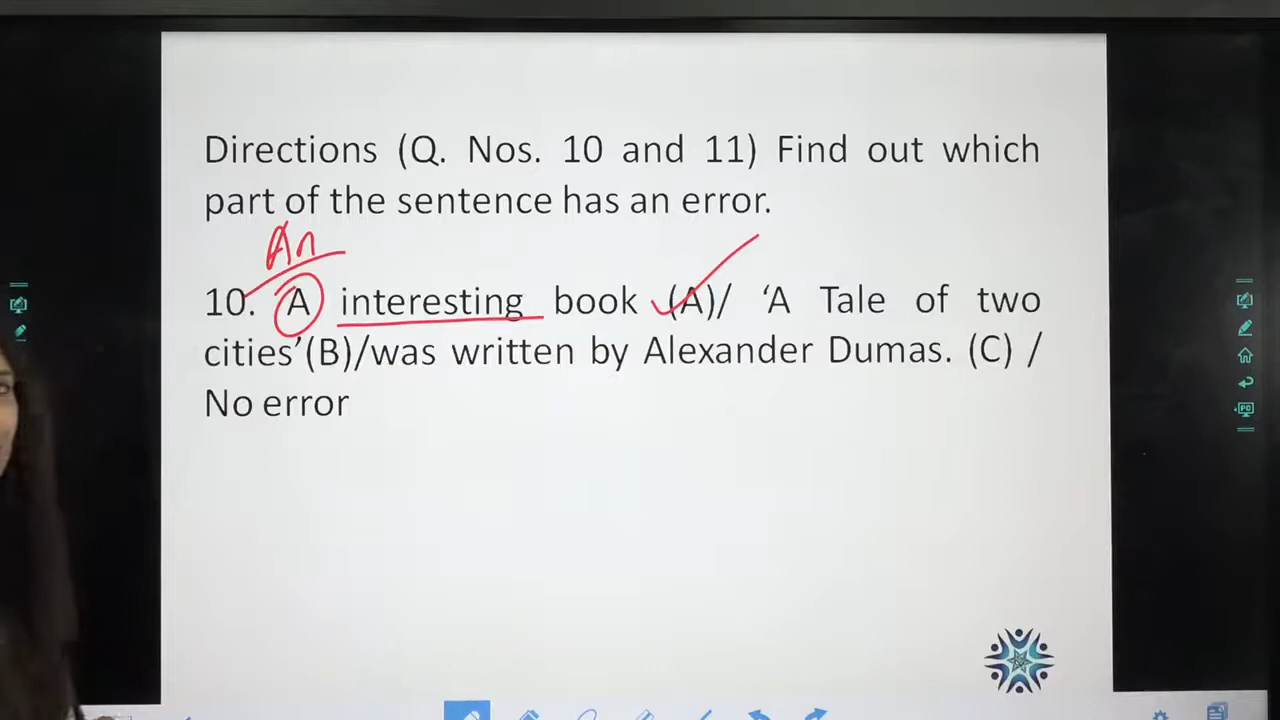 Directions (Q. Nos. 10 and 11) Find out which
part of the sentence has an error.
An
10. A interesting book (A)/ ‘A Tale of two
cities’(B)/was written by Alexander Dumas. (C) /
No error
PC